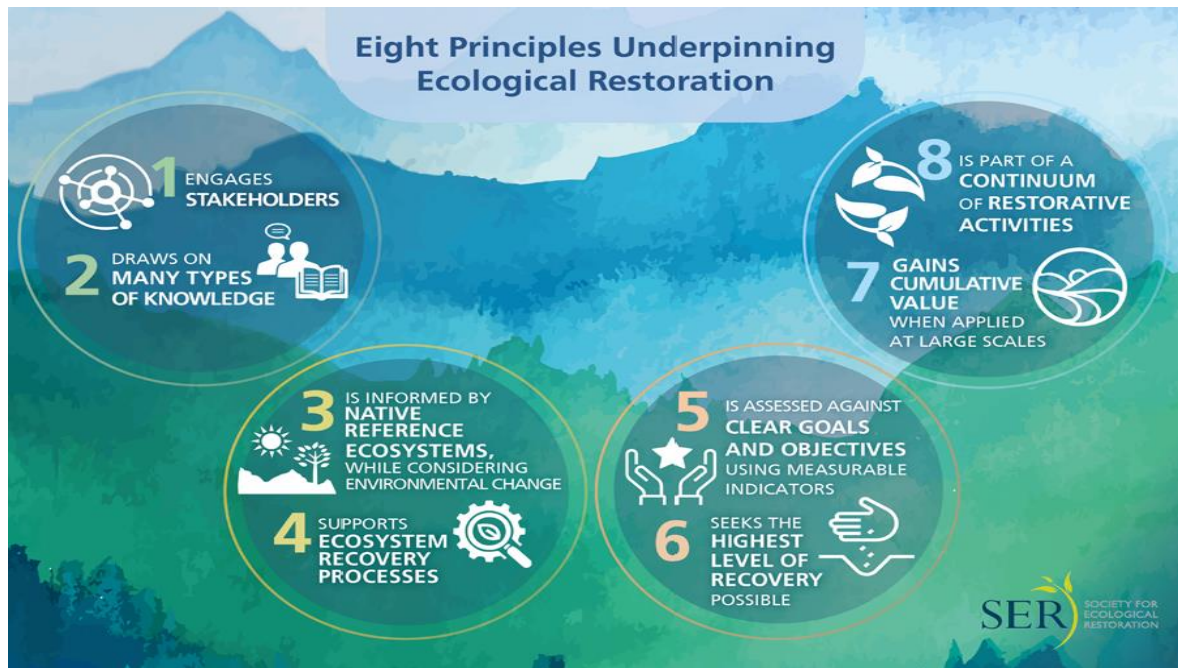 Eight Principles Underpinning
Ecological Restoration
1 ENGAGES
STAKEHOLDERS
2 DRAWS ON
MANY TYPES
OF KNOWLEDGE
3 IS INFORMED BY
NATIVE
REFERENCE
ECOSYSTEMS,
WHILE CONSIDERING
ENVIRONMENTAL CHANGE
4 SUPPORTS
ECOSYSTEM
RECOVERY
PROCESSES
5 IS ASSESSED AGAINST
CLEAR GOALS
AND OBJECTIVES
USING MEASURABLE
INDICATORS
6 SEEKS THE
HIGHEST
LEVEL OF
RECOVERY
POSSIBLE
7 GAINS
CUMULATIVE
VALUE
WHEN APPLIED
AT LARGE SCALES
8 IS PART OF A
CONTINUUM
OF RESTORATIVE
ACTIVITIES
SER
SOCIETY FOR
ECOLOGICAL
RESTORATION